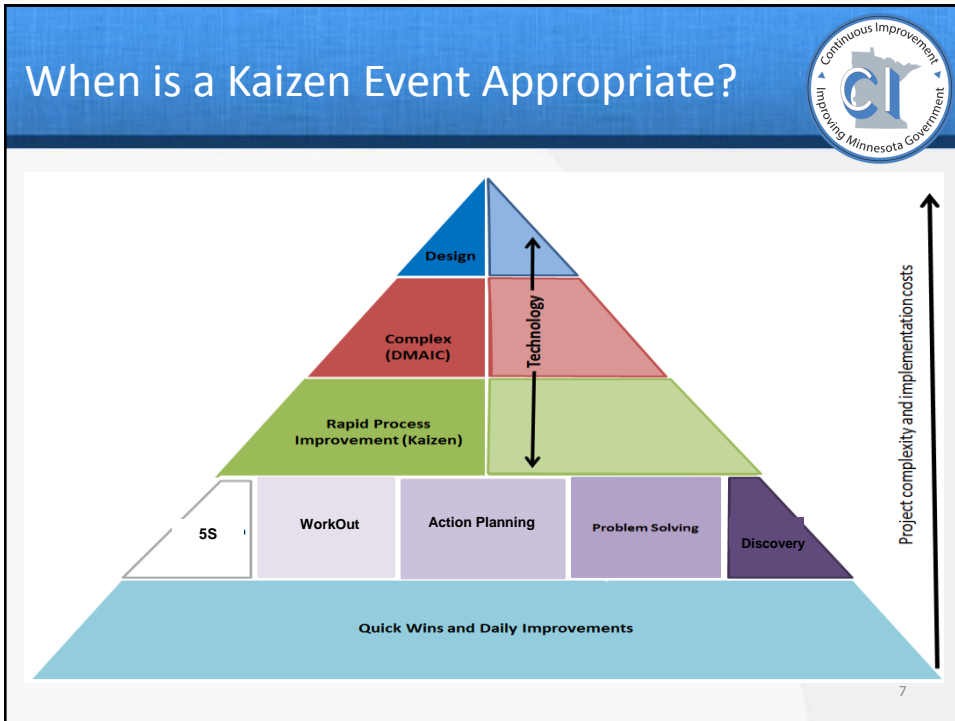 When is a Kaizen Event Appropriate?
Continuous Improvement
CI
Improving Minnesota Government
Design
Technology
Complex
(DMAIC)
Rapid Process
Improvement (Kaizen)
5S
WorkOut
Action Planning
Problem Solving
Discovery
Quick Wins and Daily Improvements
Project complexity and implementation costs
7